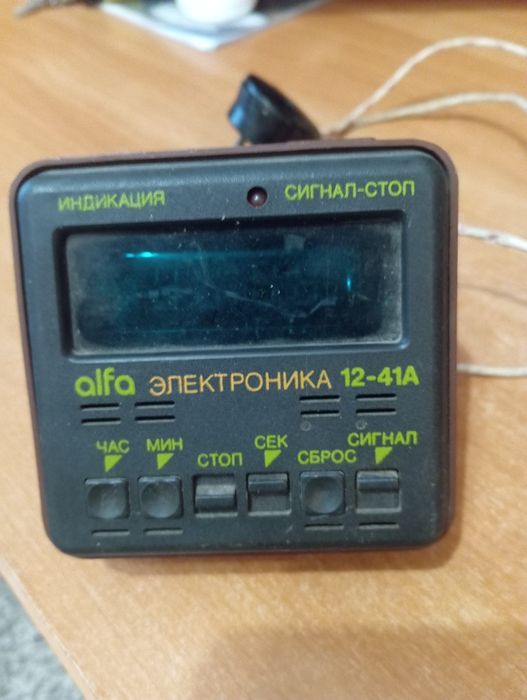 ИНДИКАЦИЯ СИГНАЛ-СТОП
alfa ЭЛЕКТРОНИКА 12-41А
ЧАС МИН СТОП СЕК СБРОС СИГНАЛ